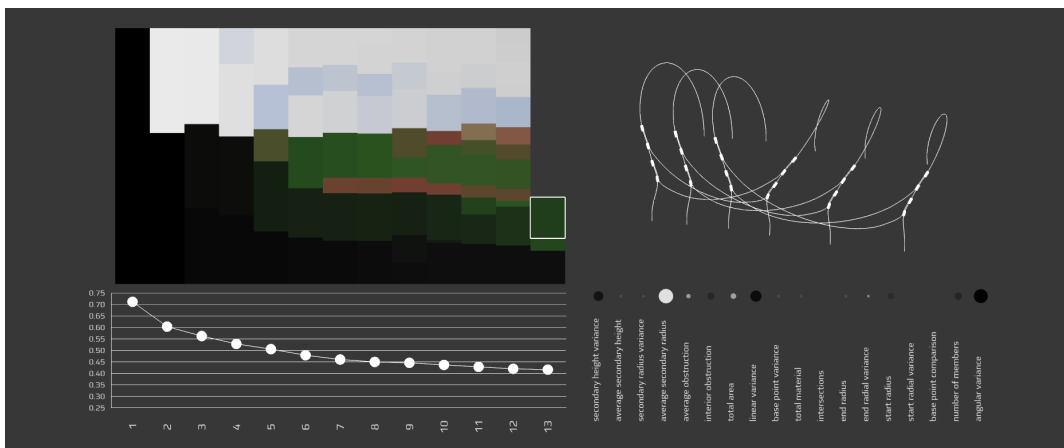 0.75
0.70
0.65
0.60
0.55
0.50
0.45
0.40
0.35
0.30
0.25
1 2 3 4 5 6 7 8 9 10 11 12 13
secondary height variance
average secondary height
secondary radius variance
average secondary radius
average obstruction
interior obstruction
total area
linear variance
base point variance
total material
intersections
end radius
end radial variance
start radius
start radial variance
base point comparison
number of members
angular variance